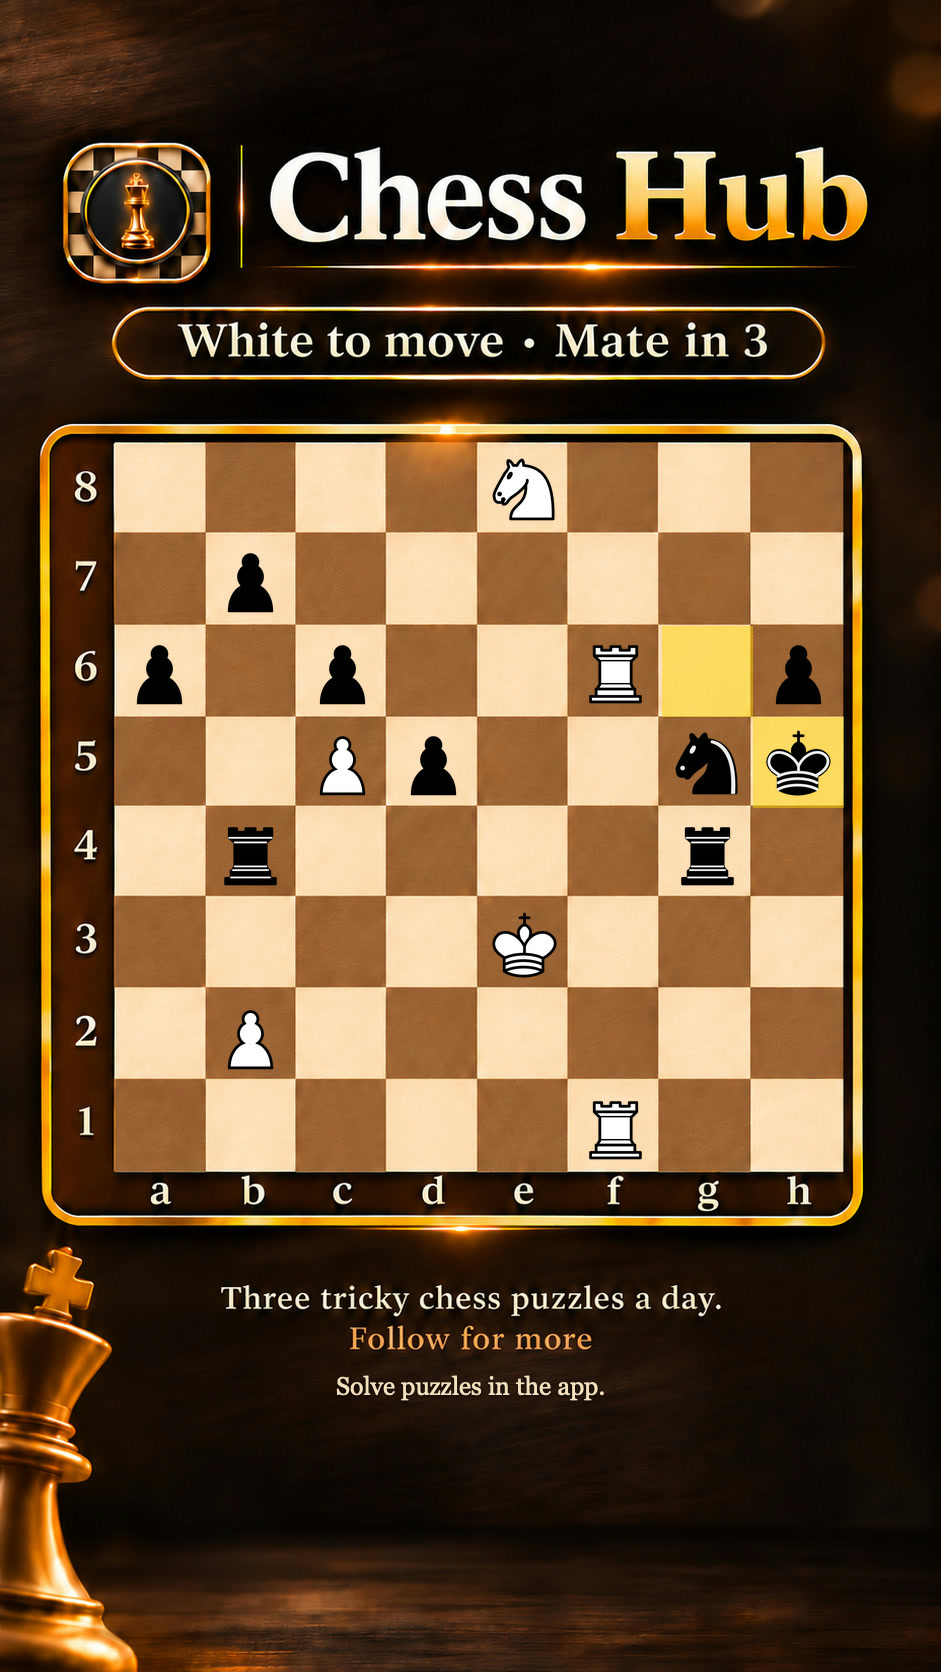 Chess Hub
White to move • Mate in 3
8
7
6
5
4
3
2
1
a b c d e f g h
Three tricky chess puzzles a day.
Follow for more
Solve puzzles in the app.